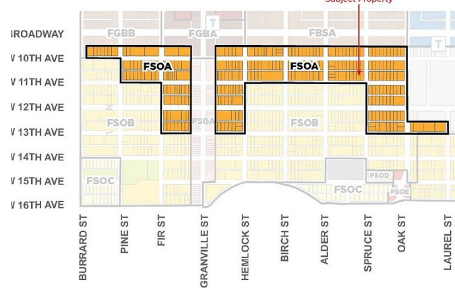 Subject Property
BROADWAY
FGBB
FGBA
T
FBSA
T
W 10TH AVE
FSOA
FSOA
W 11TH AVE
W 12TH AVE
FSOB
FSOB
W 13TH AVE
W 14TH AVE
W 15TH AVE
FSOC
FSOC
FSOD
FSOE
W 16TH AVE
BURRARD ST
PINE ST
FIR ST
GRANVILLE ST
HEMLOCK ST
BIRCH ST
ALDER ST
SPRUCE ST
OAK ST
LAUREL ST